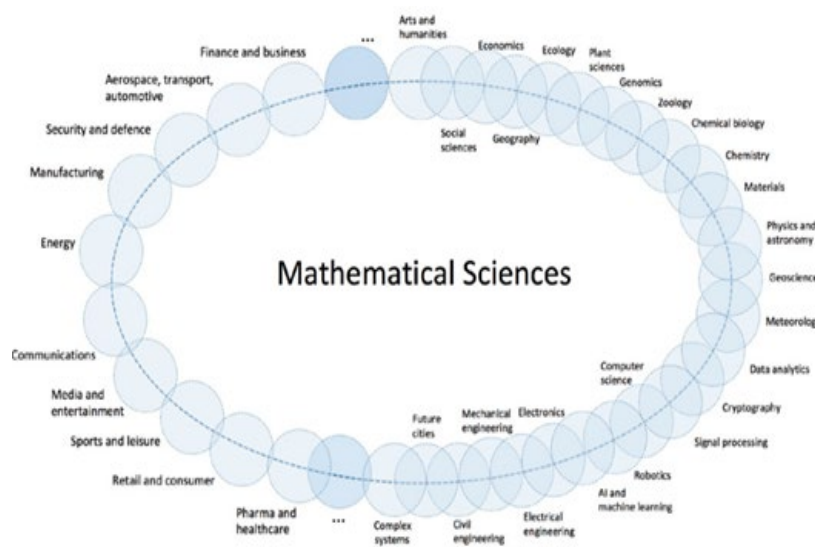 ...
Arts and
humanities
Economics
Ecology
Plant
sciences
Genomics
Zoology
Chemical biology
Chemistry
Materials
Physics and
astronomy
Geoscience
Meteorolog
Data analytics
Cryptography
Signal processing
Computer
science
Robotics
AI and
machine learning
Electronics
Electrical
engineering
Mechanical
engineering
Civil
engineering
Future
cities
Complex
systems
...
Pharma and
healthcare
Retail and consumer
Sports and leisure
Media and
entertainment
Communications
Energy
Manufacturing
Security and defence
Aerospace, transport,
automotive
Finance and business
Social
sciences
Geography
Mathematical Sciences